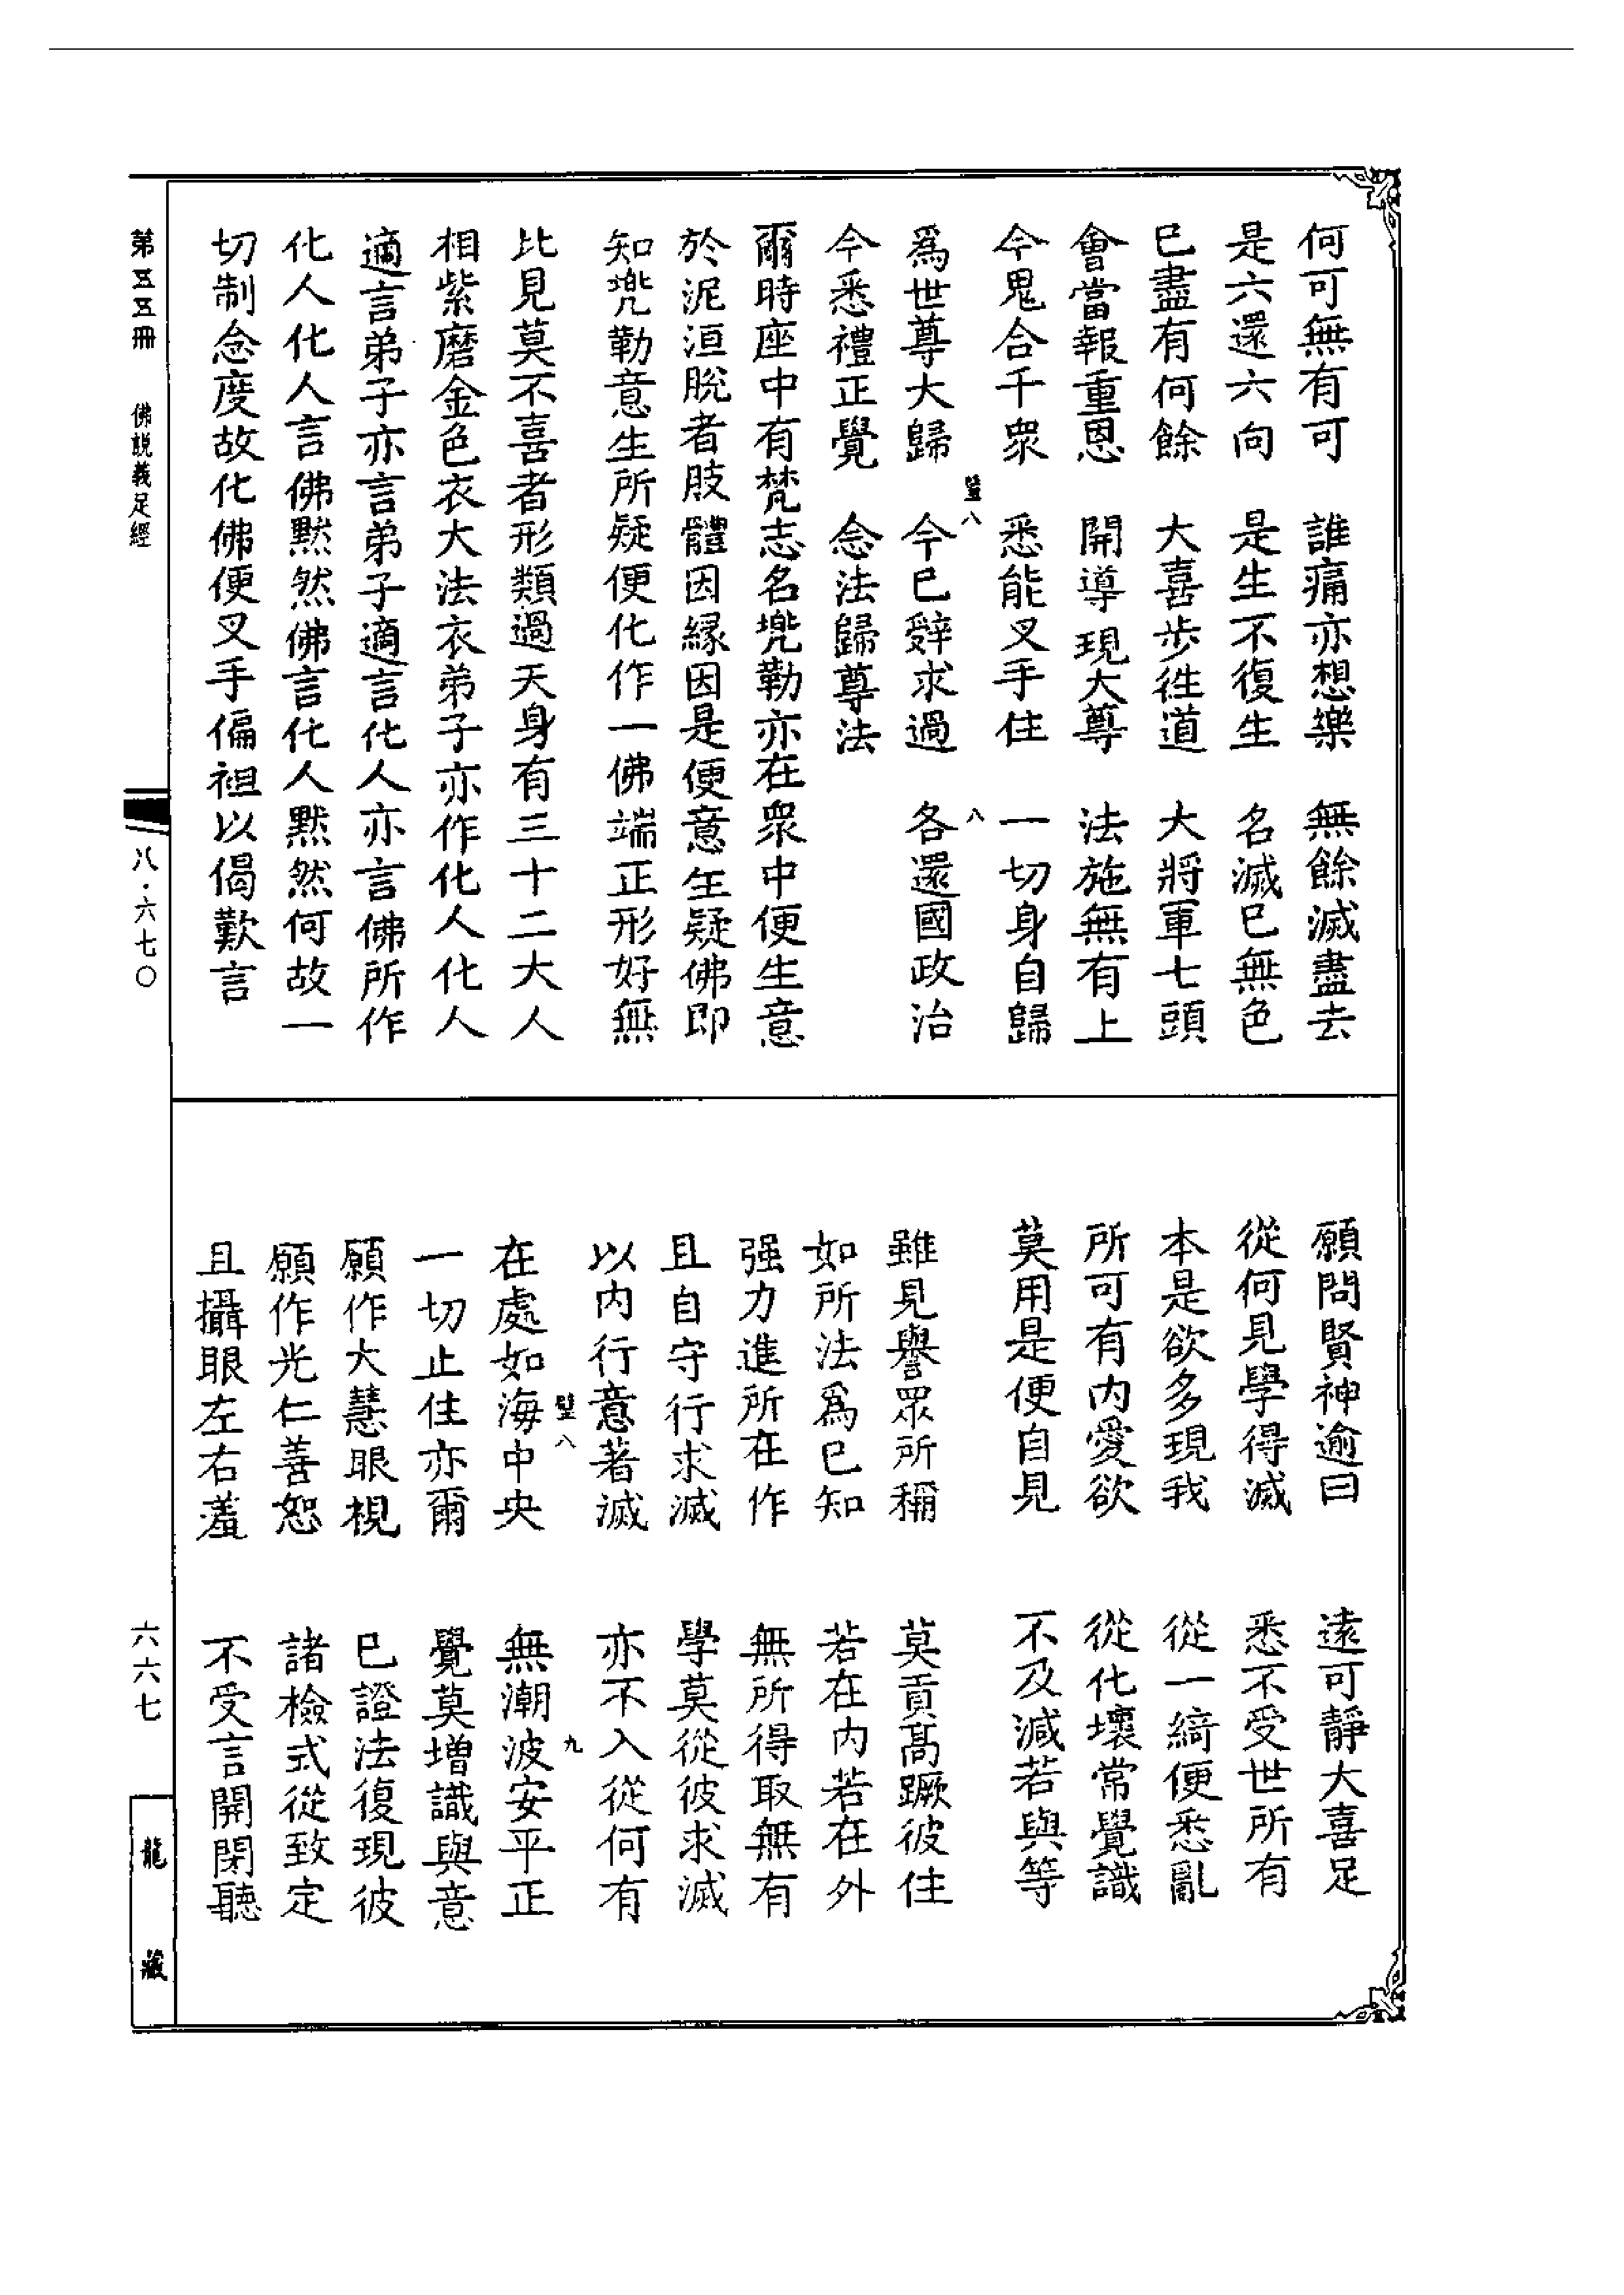 何可無有可　誰痛亦想樂　無餘滅盡去
是六還六向　是生不復生　名滅已無色
已盡有何餘　大喜步徃道　大將軍七頭
會當報重恩　開導現大尊　法施無有上
今鬼合千衆　悉能叉手住　一切身自歸
璧八　八
爲世尊大歸　今已辭求過　各還國政治
今悉禮正覺　念法歸尊法
爾時座中有梵志名兠勒亦在衆中便生意
於泥洹脫者肢體因緣因是便意生疑佛即
知兠勒意生所疑便化作一佛端正形好無
比見莫不喜者形類過天身有三十二大人
相紫磨金色衣大法衣弟子亦作化人化人
適言弟子亦言弟子適言化人亦言佛所作
化人化人言佛黙然佛言化人黙然何故一
切制念度故化佛便叉手偏袒以偈歎言
願問賢神逾曰　遠可靜大喜足
從何見學得滅　悉不受世所有
本是欲多現我　從一綺便悉亂
所可有內愛欲　從化壞常覺識
莫用是便自見　不及減若與等
雖見譽眾所稱　莫貢髙蹶彼住
如所法爲已知　若在內若在外
强力進所在作　無所得取無有
且自守行求滅　學莫從彼求滅
以內行意著滅　亦不入從何有
璧八　九
在處如海中央　無潮波安平正
一切止住亦爾　覺莫增識與意
願作大慧眼視　已證法復現彼
願作光仁善恕　諸檢式從致定
且攝眼左右羞　不受言開閉聽
第五五冊　佛説義足經
八·六七〇
六六七
龍藏